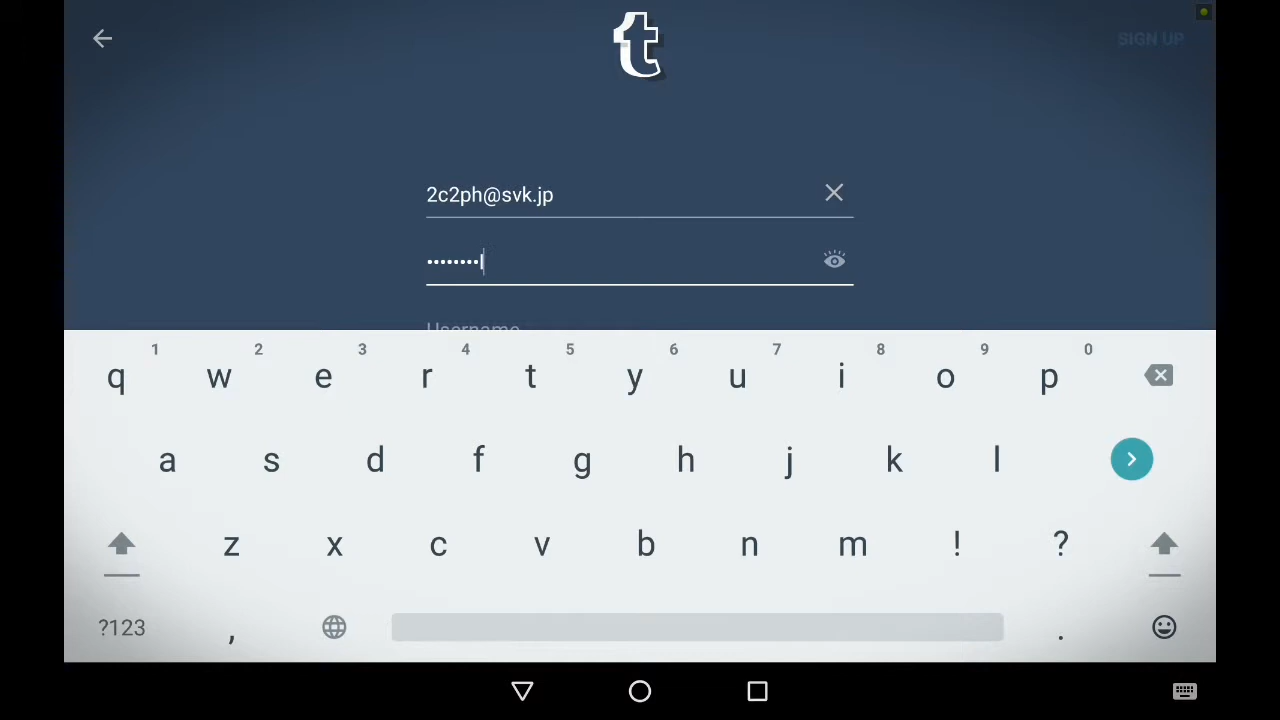 t
SIGN UP
2c2ph@svk.jp
••••••••
Username
1 2 3 4 5 6 7 8 9 0
q w e r t y u i o p
a s d f g h j k l
z x c v b n m ! ?
?123 , .